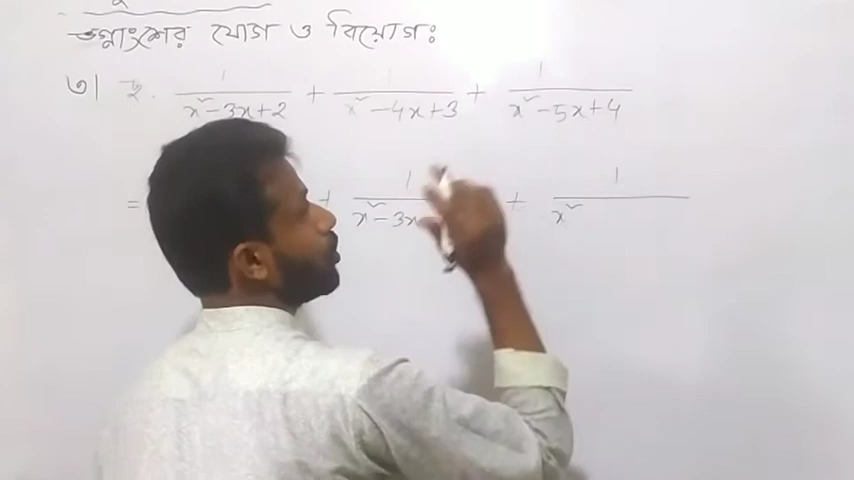 ভগ্নাংশের যোগ ও বিয়োগঃ
৩। ঙ. 1/(x² - 3x + 2) + 1/(x² - 4x + 3) + 1/(x² - 5x + 4)
= + 1/(x² - 3x + 1/x²